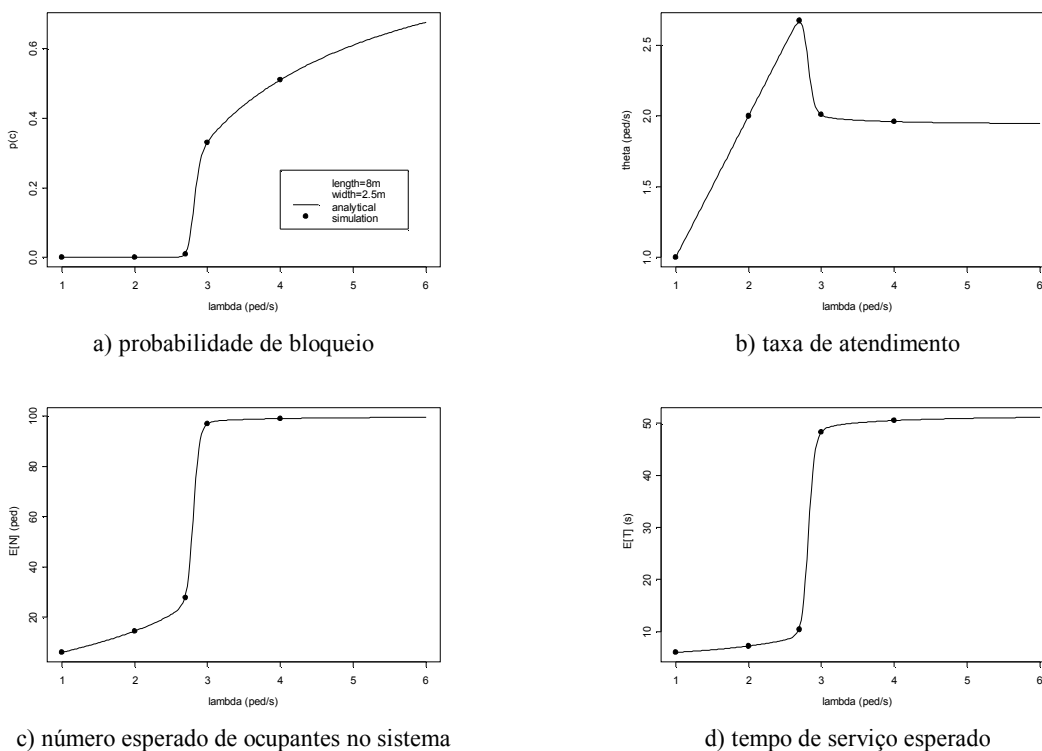 0.6
0.4
0.2
0.0
p(c)
length=8m
width=2.5m
analytical
simulation
1 2 3 4 5 6
lambda (ped/s)
a) probabilidade de bloqueio
2.5
2.0
1.5
1.0
theta (ped/s)
1 2 3 4 5 6
lambda (ped/s)
b) taxa de atendimento
100
80
60
40
20
E[N] (ped)
1 2 3 4 5 6
lambda (ped/s)
c) número esperado de ocupantes no sistema
50
40
30
20
10
E[T] (s)
1 2 3 4 5 6
lambda (ped/s)
d) tempo de serviço esperado